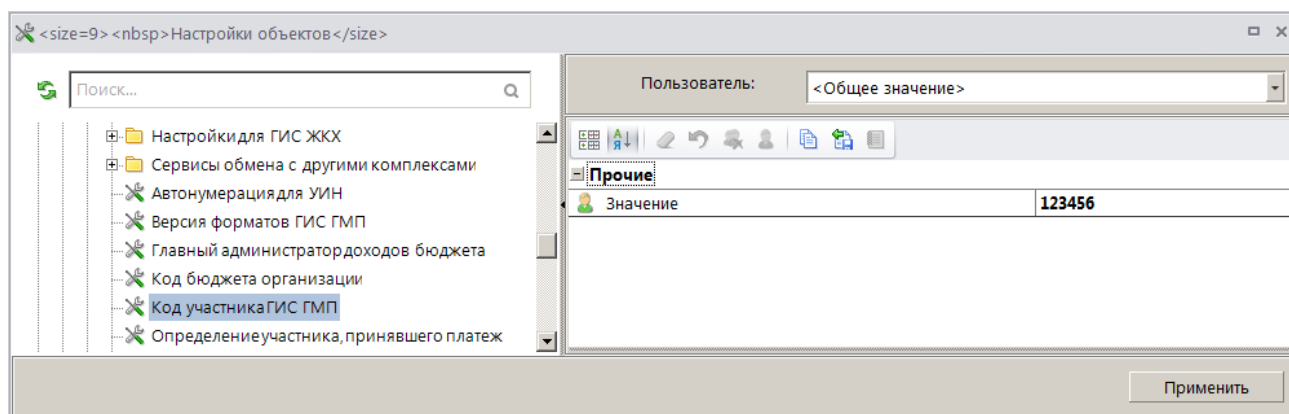 <size=9><nbsp>Настройки объектов</size>
Поиск...
Пользователь:
<Общее значение>
Настройки для ГИС ЖКХ
Сервисы обмена с другими комплексами
Автонумерация для УИН
Версия форматов ГИС ГМП
Главный администратор доходов бюджета
Код бюджета организации
Код участника ГИС ГМП
Определение участника, принявшего платеж
А
Я
Прочие
Значение
123456
Применить